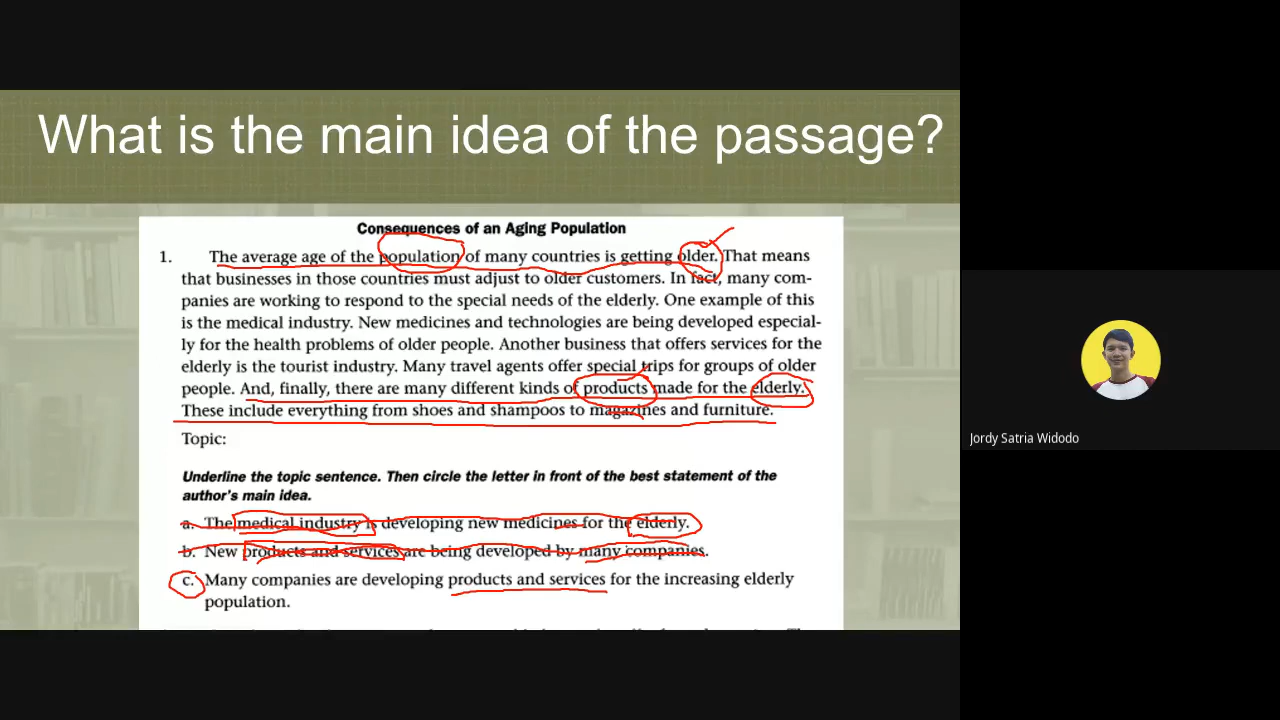 What is the main idea of the passage?
Consequences of an Aging Population
1. The average age of the population of many countries is getting older. That means
that businesses in those countries must adjust to older customers. In fact, many com-
panies are working to respond to the special needs of the elderly. One example of this
is the medical industry. New medicines and technologies are being developed especial-
ly for the health problems of older people. Another business that offers services for the
elderly is the tourist industry. Many travel agents offer special trips for groups of older
people. And, finally, there are many different kinds of products made for the elderly.
These include everything from shoes and shampoos to magazines and furniture.
Topic:
Underline the topic sentence. Then circle the letter in front of the best statement of the
author's main idea.
a. The medical industry is developing new medicines for the elderly.
b. New products and services are being developed by many companies.
c. Many companies are developing products and services for the increasing elderly
population.
Jordy Satria Widodo